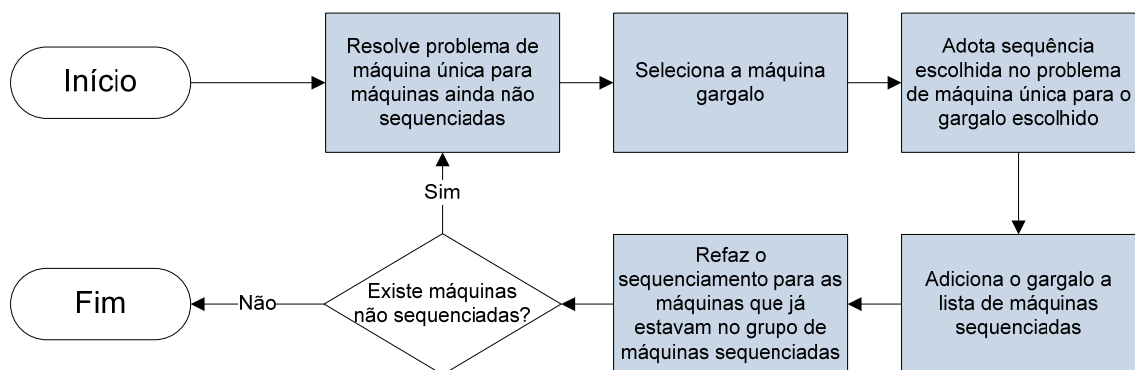 Início
Resolve problema de
máquina única para
máquinas ainda não
sequenciadas
Seleciona a máquina
gargalo
Adota sequência
escolhida no problema
de máquina única para o
gargalo escolhido
Sim
Adiciona o gargalo a
lista de máquinas
sequenciadas
Refaz o
sequenciamento para as
máquinas que já
estavam no grupo de
máquinas sequenciadas
Existe máquinas
não sequenciadas?
Não
Fim